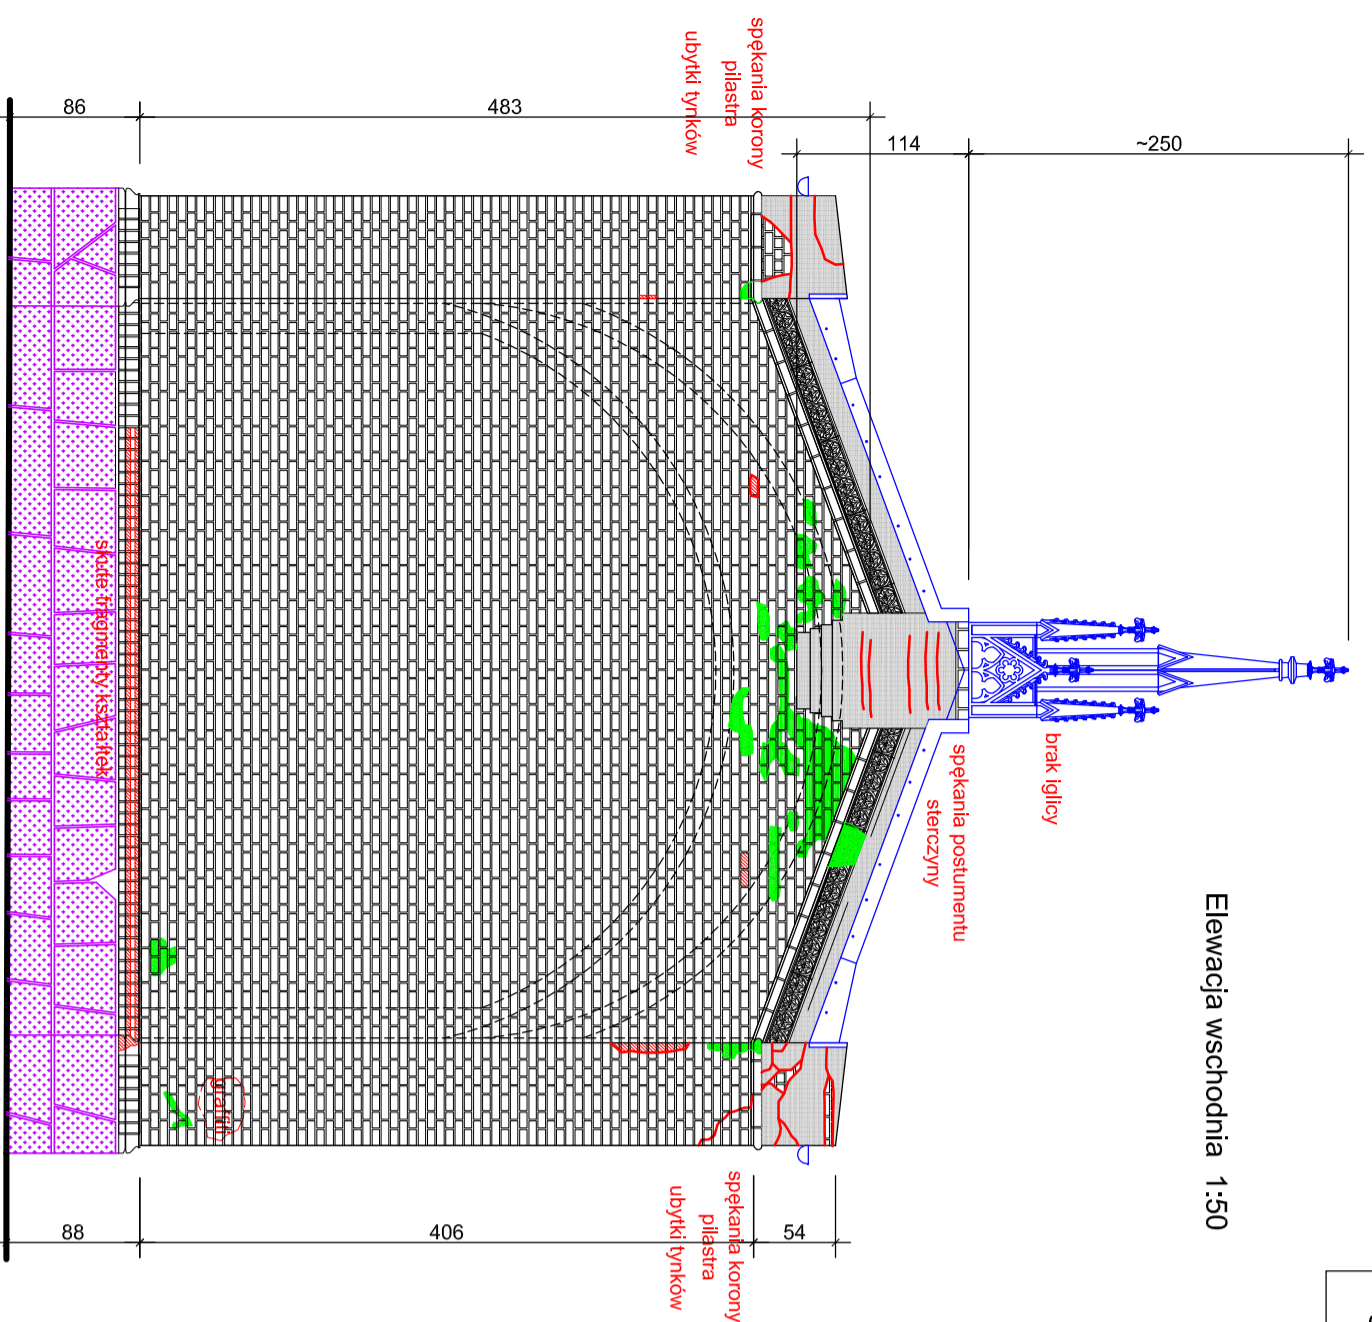 Elewacja wschodnia 1:50
~250
114
483
86
spękania korony
pilastra
ubytki tynków
brak iglicy
spękania postumentu
sterczyny
skute fragmenty kształtek
graffiti
spękania korony
pilastra
ubytki tynków
54
406
88